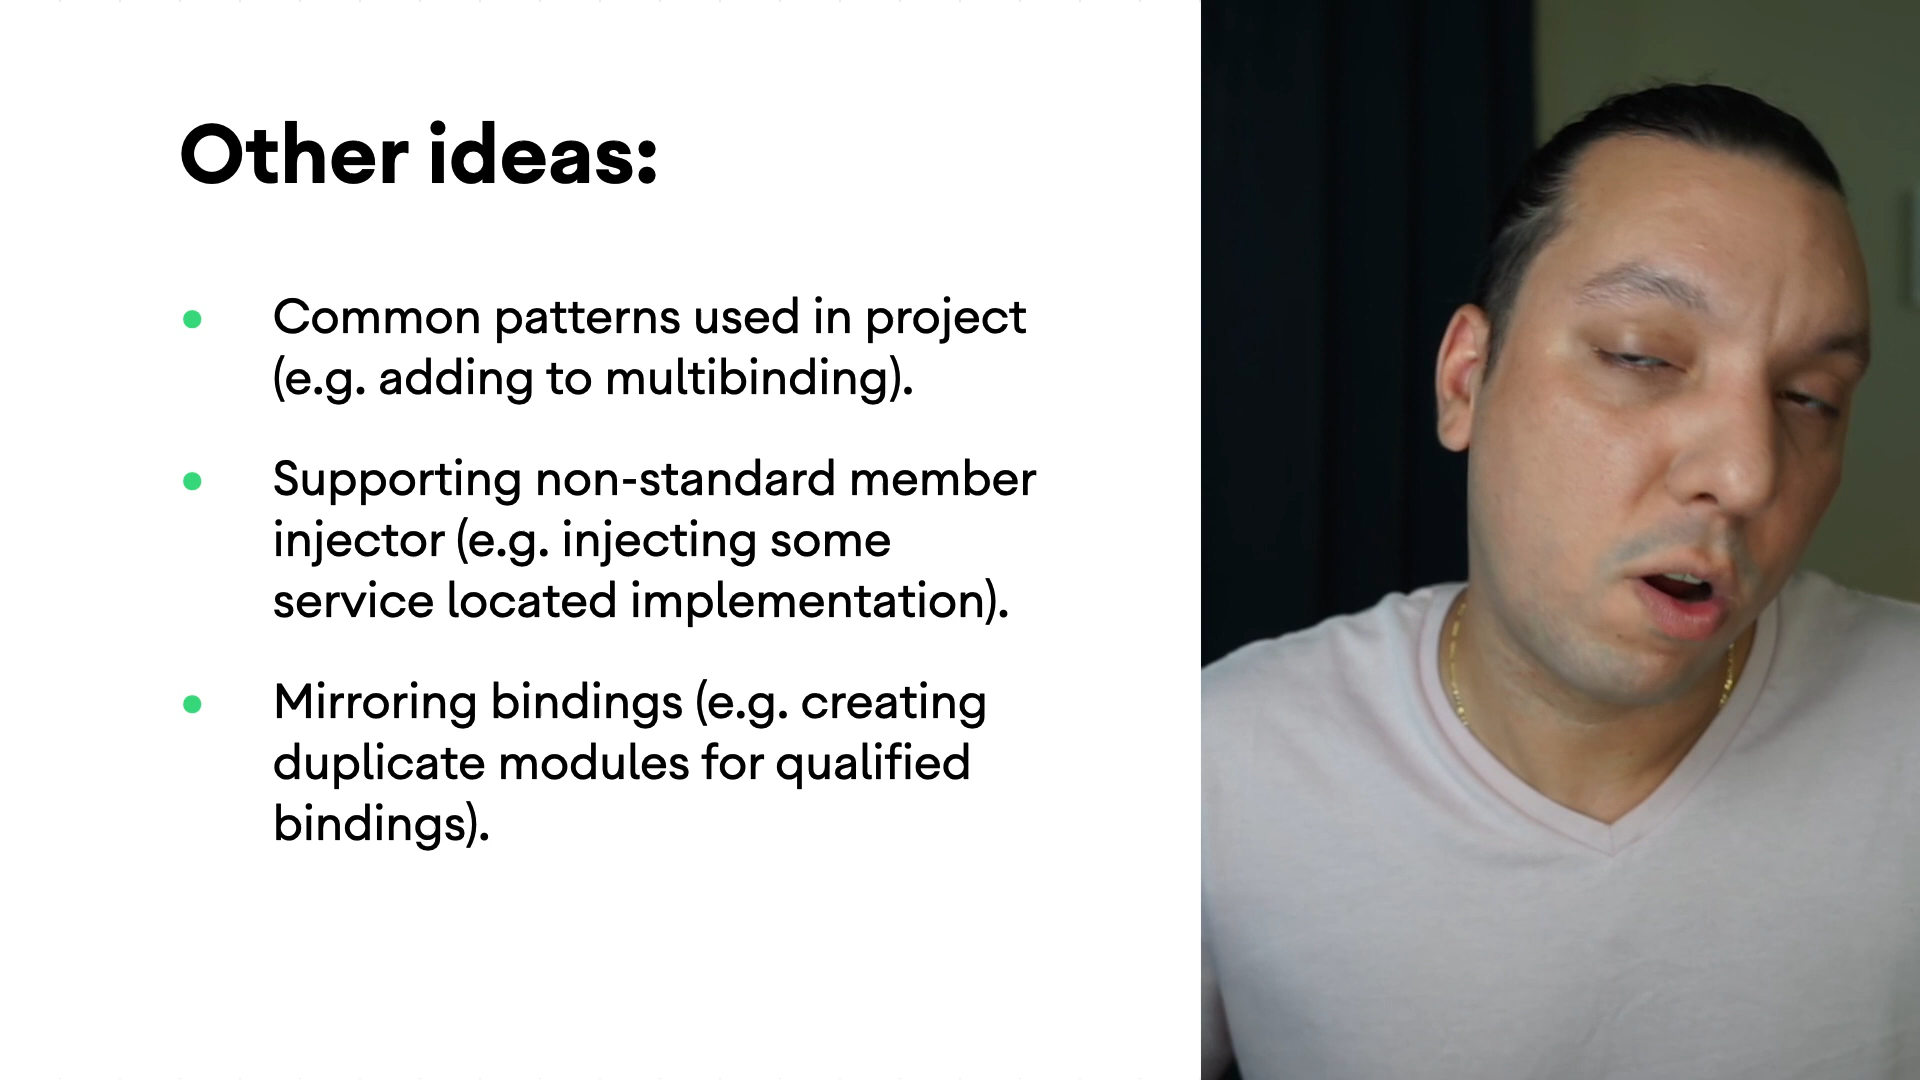 Other ideas:
Common patterns used in project
(e.g. adding to multibinding).
Supporting non-standard member
injector (e.g. injecting some
service located implementation).
Mirroring bindings (e.g. creating
duplicate modules for qualified
bindings).